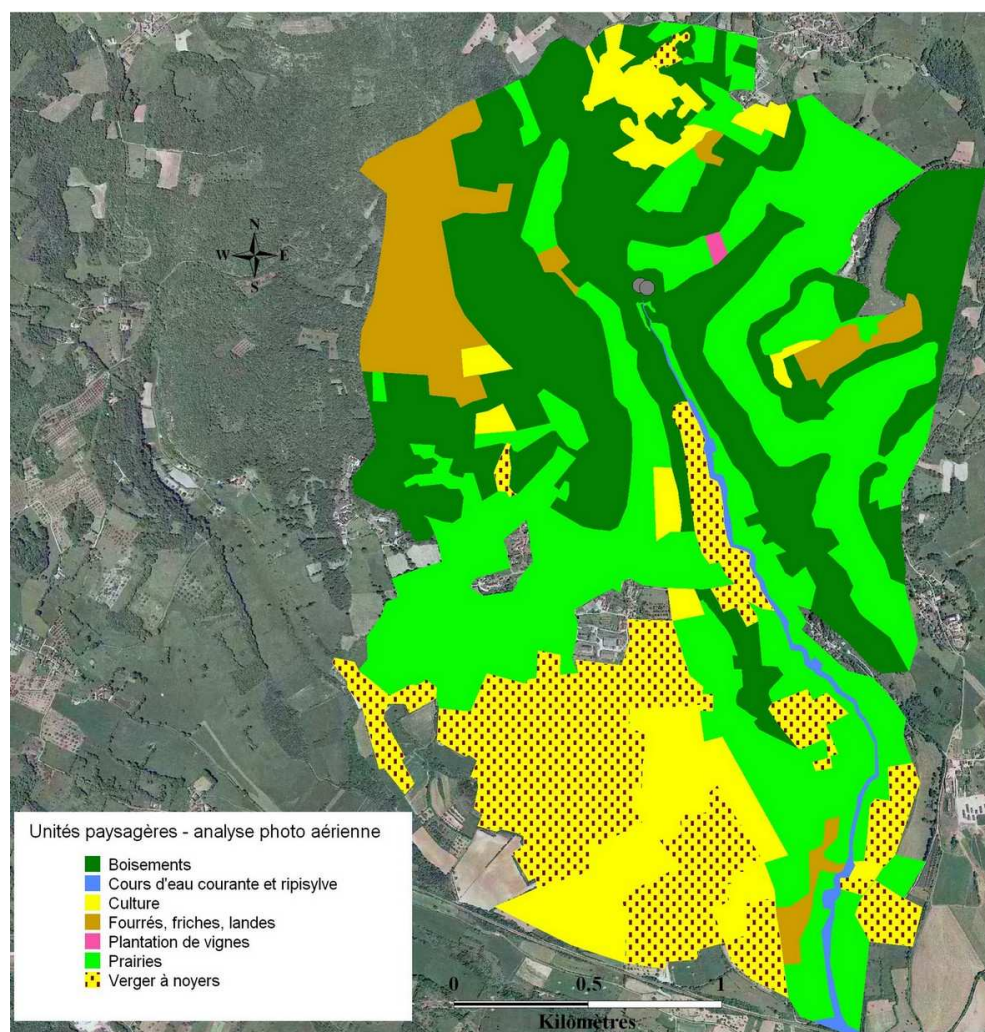 N
W E
S
Unités paysagères - analyse photo aérienne
Boisements
Cours d'eau courante et ripisylve
Culture
Fourrés, friches, landes
Plantation de vignes
Prairies
Verger à noyers
0 0.5 1
Kilomètres